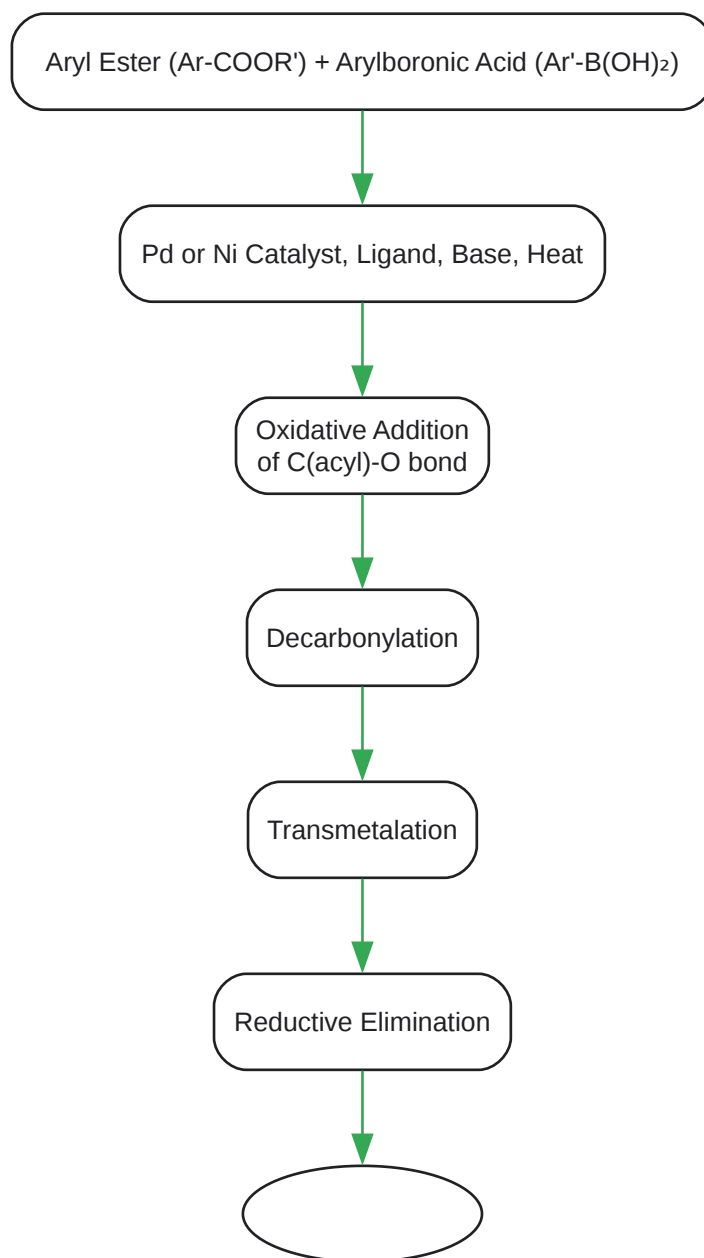 Aryl Ester (Ar-COOR') + Arylboronic Acid (Ar'-B(OH)₂)
Pd or Ni Catalyst, Ligand, Base, Heat
Oxidative Addition
of C(acyl)-O bond
Decarbonylation
Transmetalation
Reductive Elimination